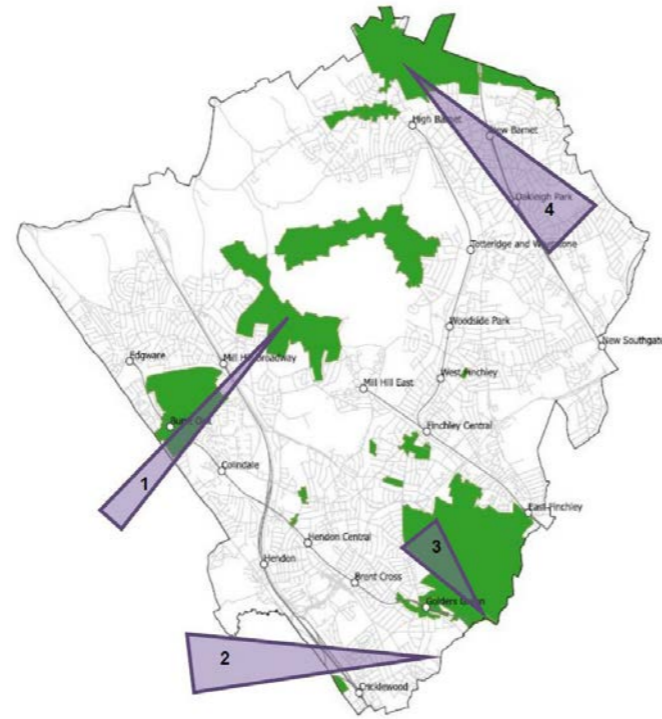 High Barnet
New Barnet
Oakleigh Park
4
Totteridge and Whetstone
Woodside Park
New Southgate
Edgware
Mill Hill Broadway
West Finchley
Mill Hill East
Burnt Oak
Finchley Central
Colindale
1
East Finchley
Hendon Central
3
Hendon
Brent Cross
Golders Green
2
Cricklewood